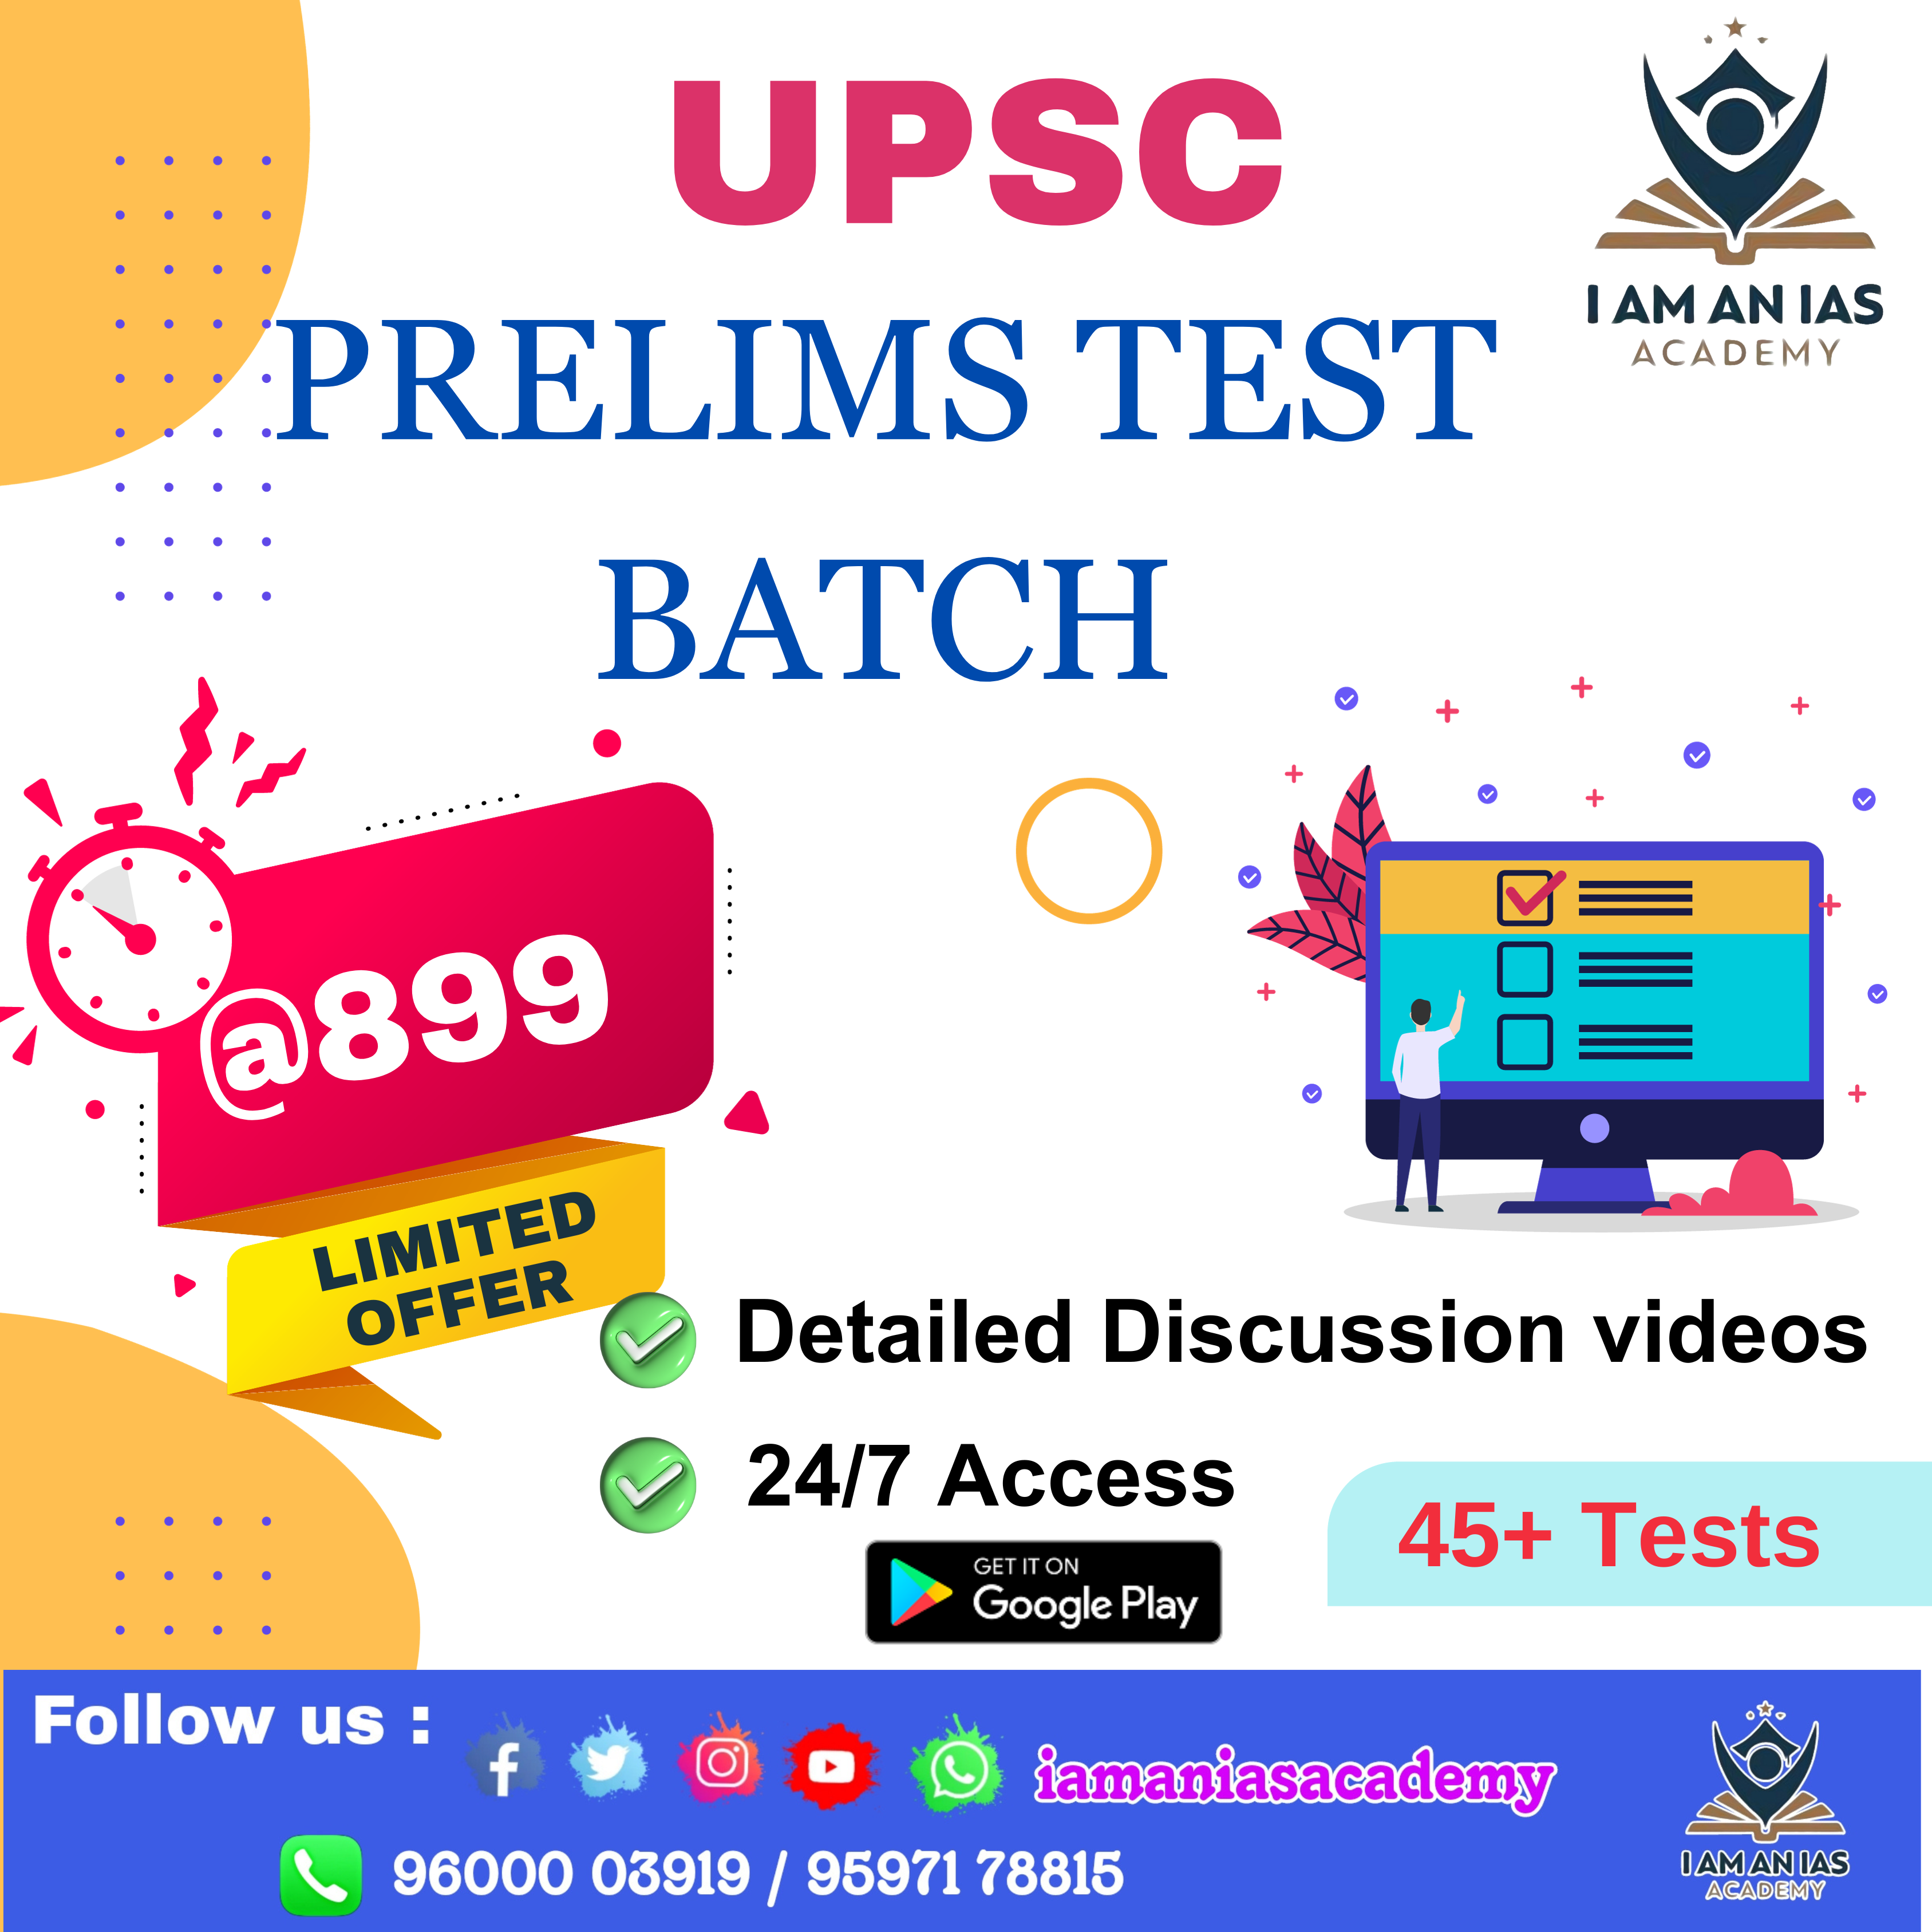 UPSC
I AM AN IAS
ACADEMY
PRELIMS TEST
BATCH
@899
LIMITED
OFFER
Detailed Discussion videos
24/7 Access
45+ Tests
GET IT ON
Google Play
Follow us :
iamaniasacademy
96000 03919 / 95971 78815
I AM AN IAS
ACADEMY